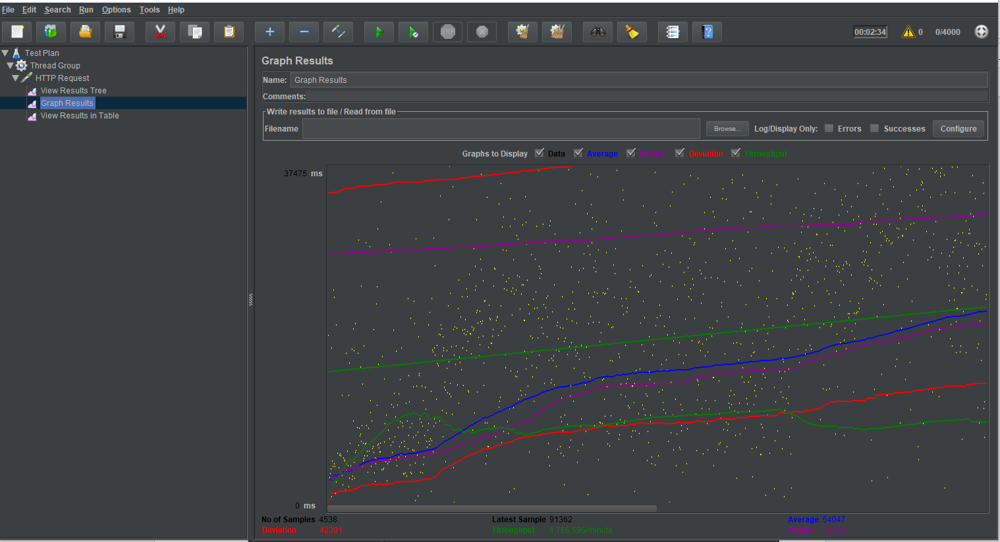 File Edit Search Run Options Tools Help
STOP
00:02:34 0 0/4000
Test Plan
Thread Group
HTTP Request
View Results Tree
Graph Results
View Results in Table
Graph Results
Name: Graph Results
Comments:
Write results to file / Read from file
Filename Browse... Log/Display Only: Errors Successes Configure
Graphs to Display Data Average Median Deviation Throughput
37475 ms
0 ms
No of Samples 4538 Latest Sample 91362 Average 54047
Deviation 42391 Throughput 1,766.595/minute Median